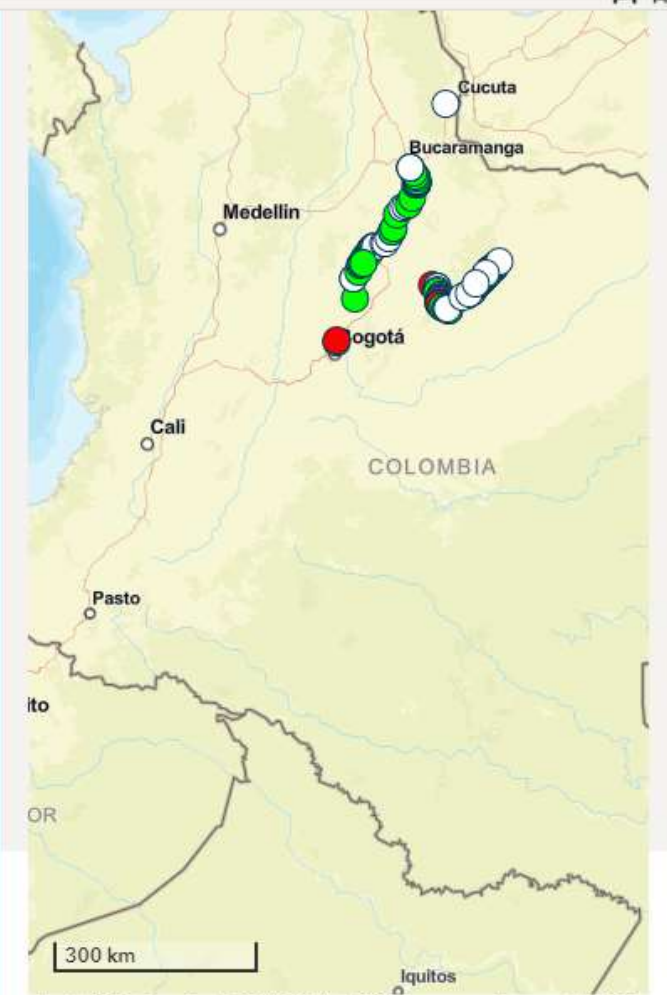 Cucuta
Bucaramanga
Medellin
ogotá
Cali
COLOMBIA
Pasto
ito
OR
300 km
Iquitos